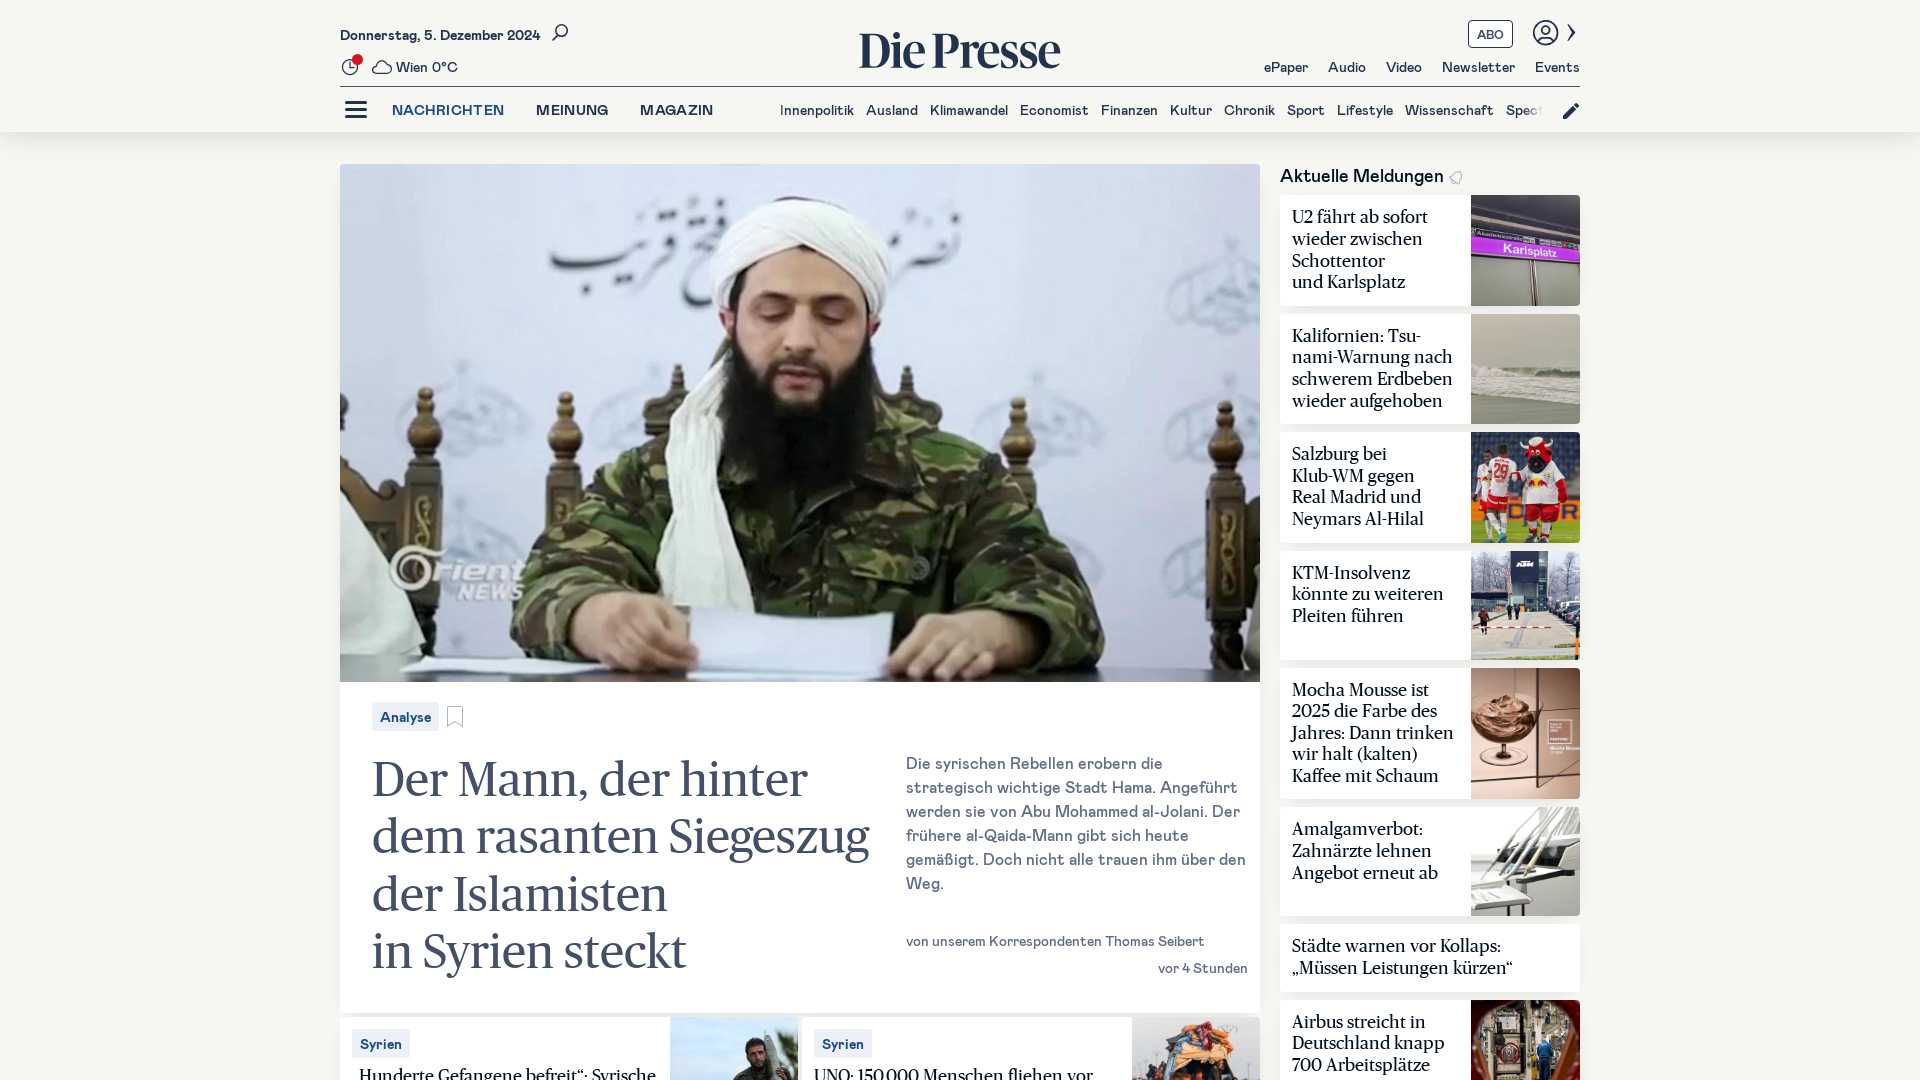 Donnerstag, 5. Dezember 2024
Wien 0°C
Die Presse
ABO
ePaper Audio Video Newsletter Events
NACHRICHTEN MEINUNG MAGAZIN
Innenpolitik Ausland Klimawandel Economist Finanzen Kultur Chronik Sport Lifestyle Wissenschaft Spect
Orient
NEWS
Analyse
Der Mann, der hinter
dem rasanten Siegeszug
der Islamisten
in Syrien steckt
Die syrischen Rebellen erobern die
strategisch wichtige Stadt Hama. Angeführt
werden sie von Abu Mohammed al-Jolani. Der
frühere al-Qaida-Mann gibt sich heute
gemäßigt. Doch nicht alle trauen ihm über den
Weg.
von unserem Korrespondenten Thomas Seibert
vor 4 Stunden
Syrien
Hunderte Gefangene befreit“: Syrische
Syrien
UNO: 150.000 Menschen fliehen vor
Aktuelle Meldungen
U2 fährt ab sofort
wieder zwischen
Schottentor
und Karlsplatz
Karlsplatz
Kalifornien: Tsu-
nami-Warnung nach
schwerem Erdbeben
wieder aufgehoben
Salzburg bei
Klub-WM gegen
Real Madrid und
Neymars Al-Hilal
29
KTM-Insolvenz
könnte zu weiteren
Pleiten führen
KTM
Mocha Mousse ist
2025 die Farbe des
Jahres: Dann trinken
wir halt (kalten)
Kaffee mit Schaum
Amalgamverbot:
Zahnärzte lehnen
Angebot erneut ab
Städte warnen vor Kollaps:
„Müssen Leistungen kürzen“
Airbus streicht in
Deutschland knapp
700 Arbeitsplätze